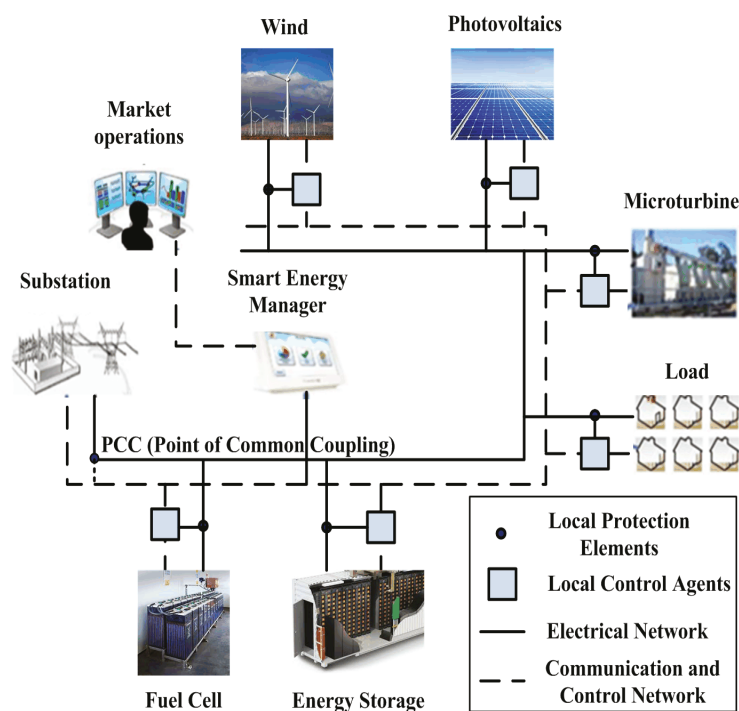 Wind
Photovoltaics
Market
operations
Microturbine
Substation
Smart Energy
Manager
Load
PCC (Point of Common Coupling)
Local Protection
Elements
Local Control Agents
Electrical Network
Communication and
Control Network
Fuel Cell
Energy Storage